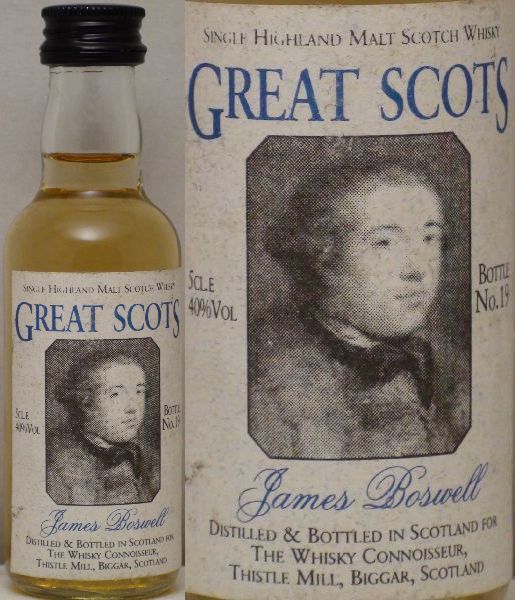 SINGLE HIGHLAND MALT SCOTCH WHISKY
GREAT SCOTS
5CL.E
40%VOL
BOTTLE
No.19
James Boswell
DISTILLED & BOTTLED IN SCOTLAND FOR
THE WHISKY CONNOISSEUR,
THISTLE MILL, BIGGAR, SCOTLAND
SINGLE HIGHLAND MALT SCOTCH WHISKY
GREAT SCOTS
5CL.E
40%VOL
BOTTLE
No.19
James Boswell
DISTILLED & BOTTLED IN SCOTLAND FOR
THE WHISKY CONNOISSEUR,
THISTLE MILL, BIGGAR, SCOTLAND